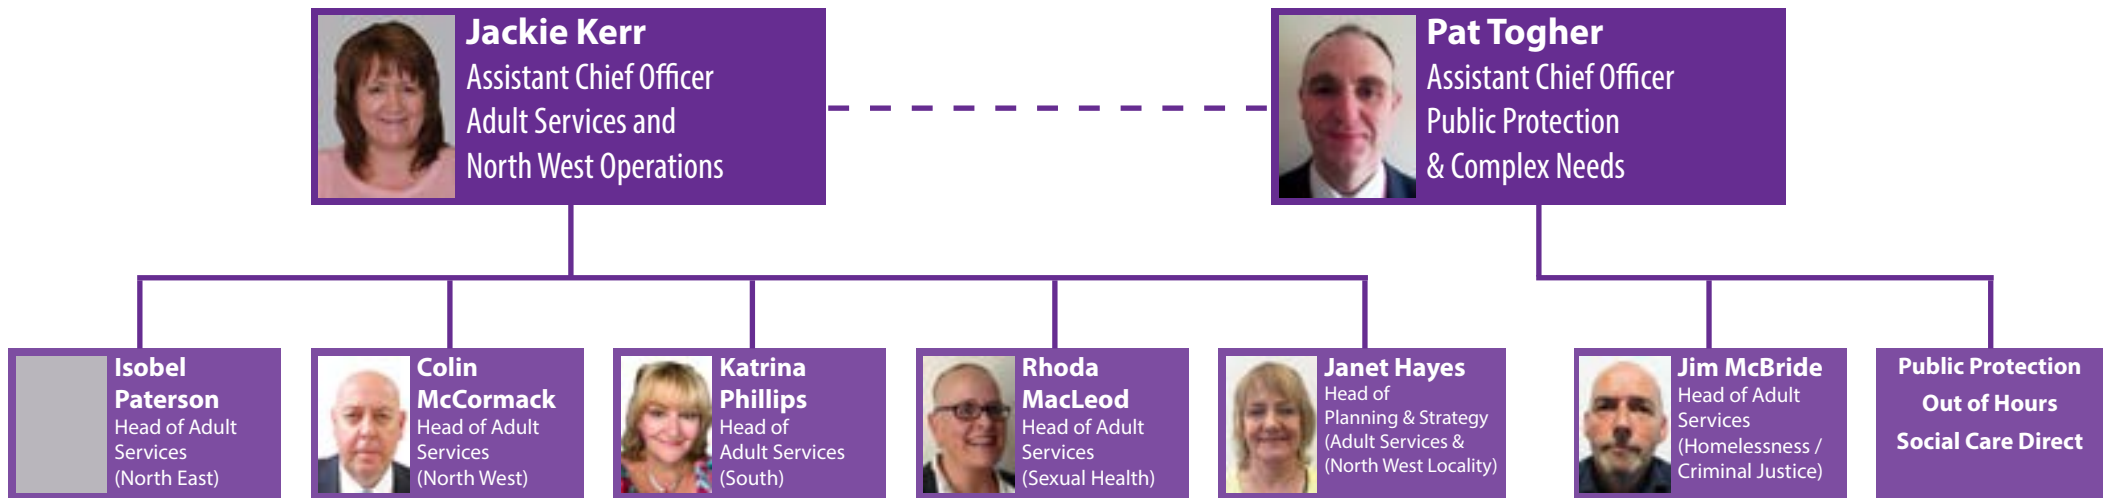 Jackie Kerr
Assistant Chief Officer
Adult Services and
North West Operations
Pat Togher
Assistant Chief Officer
Public Protection
& Complex Needs
Isobel
Paterson
Head of Adult
Services
(North East)
Colin
McCormack
Head of Adult
Services
(North West)
Katrina
Phillips
Head of
Adult Services
(South)
Rhoda
MacLeod
Head of Adult
Services
(Sexual Health)
Janet Hayes
Head of
Planning & Strategy
(Adult Services &
(North West Locality)
Jim McBride
Head of Adult
Services
(Homelessness /
Criminal Justice)
Public Protection
Out of Hours
Social Care Direct